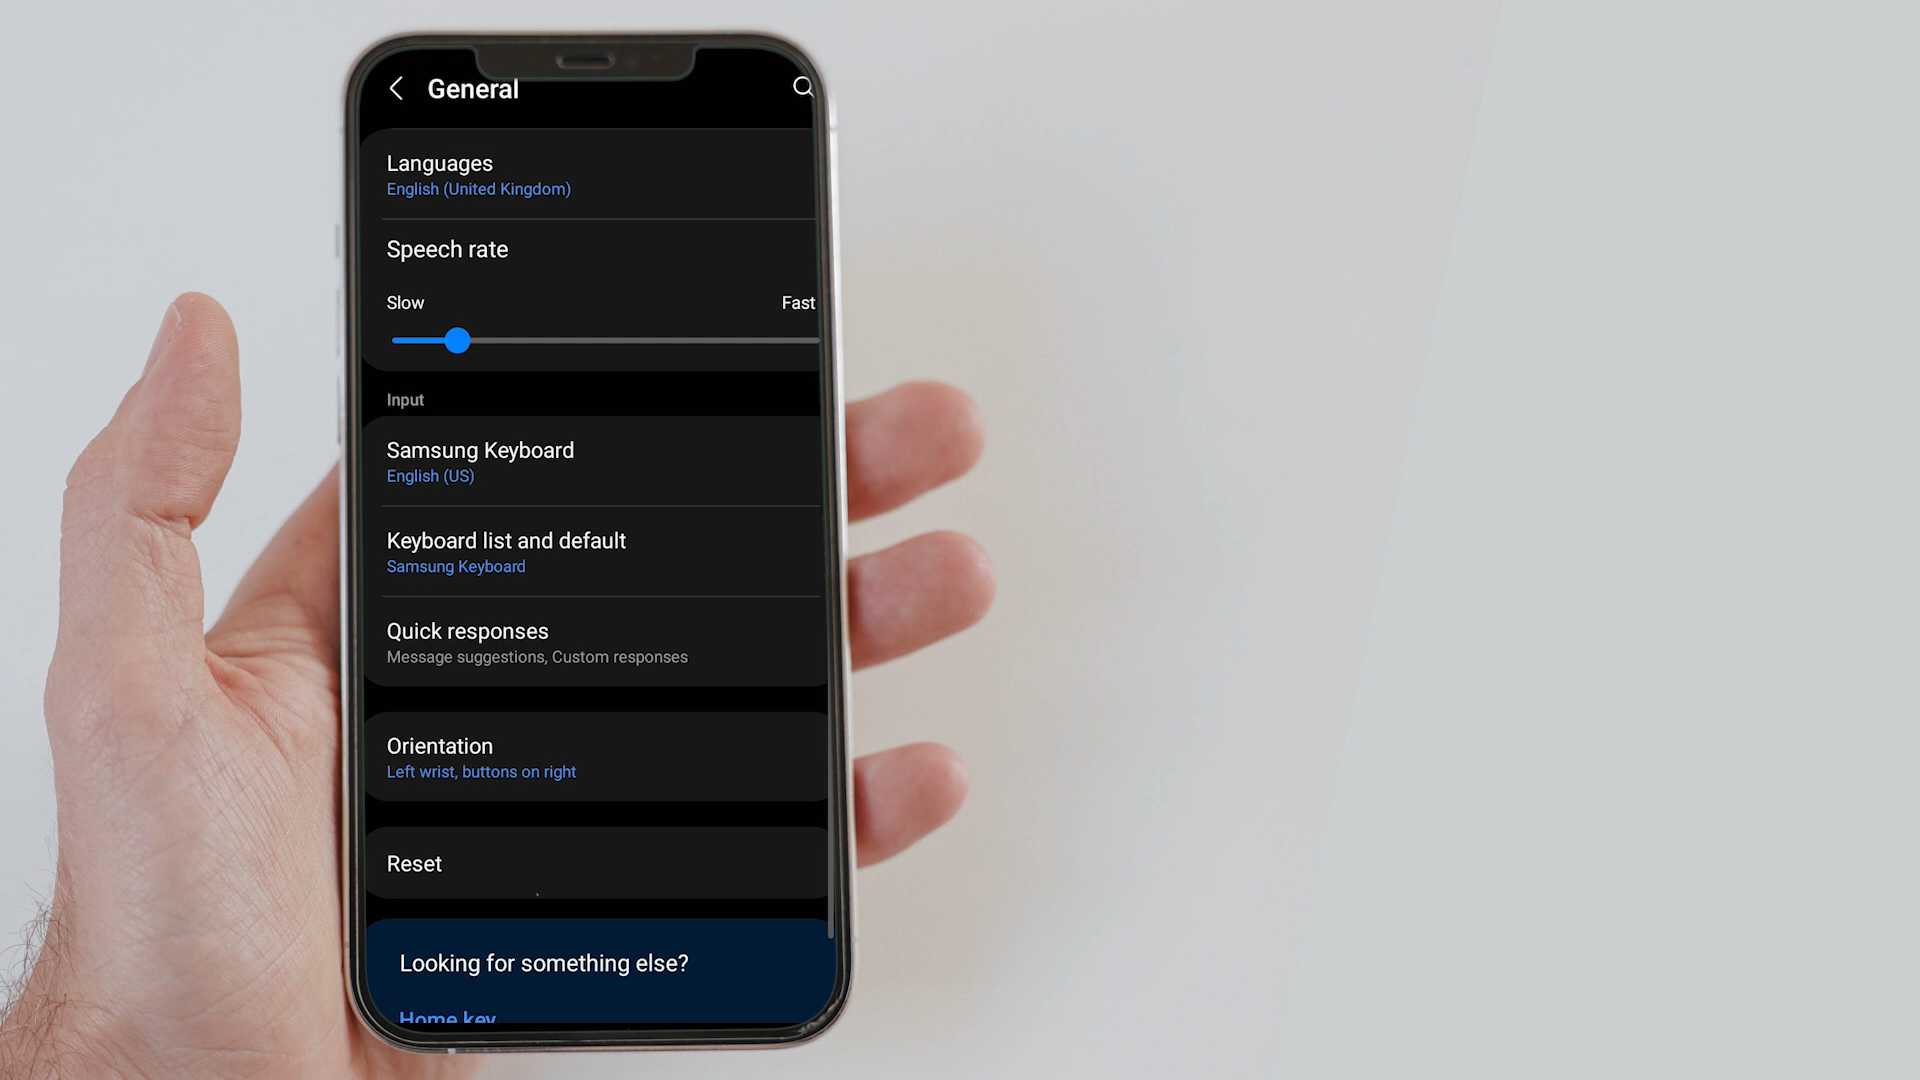 General
Languages
English (United Kingdom)
Speech rate
Slow Fast
Input
Samsung Keyboard
English (US)
Keyboard list and default
Samsung Keyboard
Quick responses
Message suggestions, Custom responses
Orientation
Left wrist, buttons on right
Reset
Looking for something else?
Home key